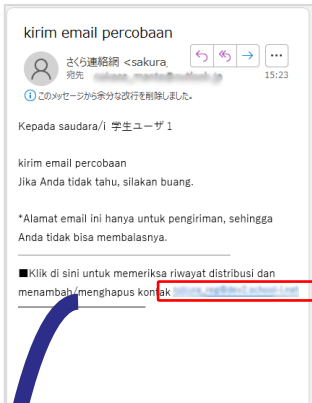 kirim email percobaan
さくら連絡網 <sakura.
宛先
15:23
このメッセージから余分な改行を削除しました。
Kepada saudara/i 学生ユーザ1
kirim email percobaan
Jika Anda tidak tahu, silakan buang.
*Alamat email ini hanya untuk pengiriman, sehingga
Anda tidak bisa membalasnya.
■Klik di sini untuk memeriksa riwayat distribusi dan
menambah/menghapus kontak